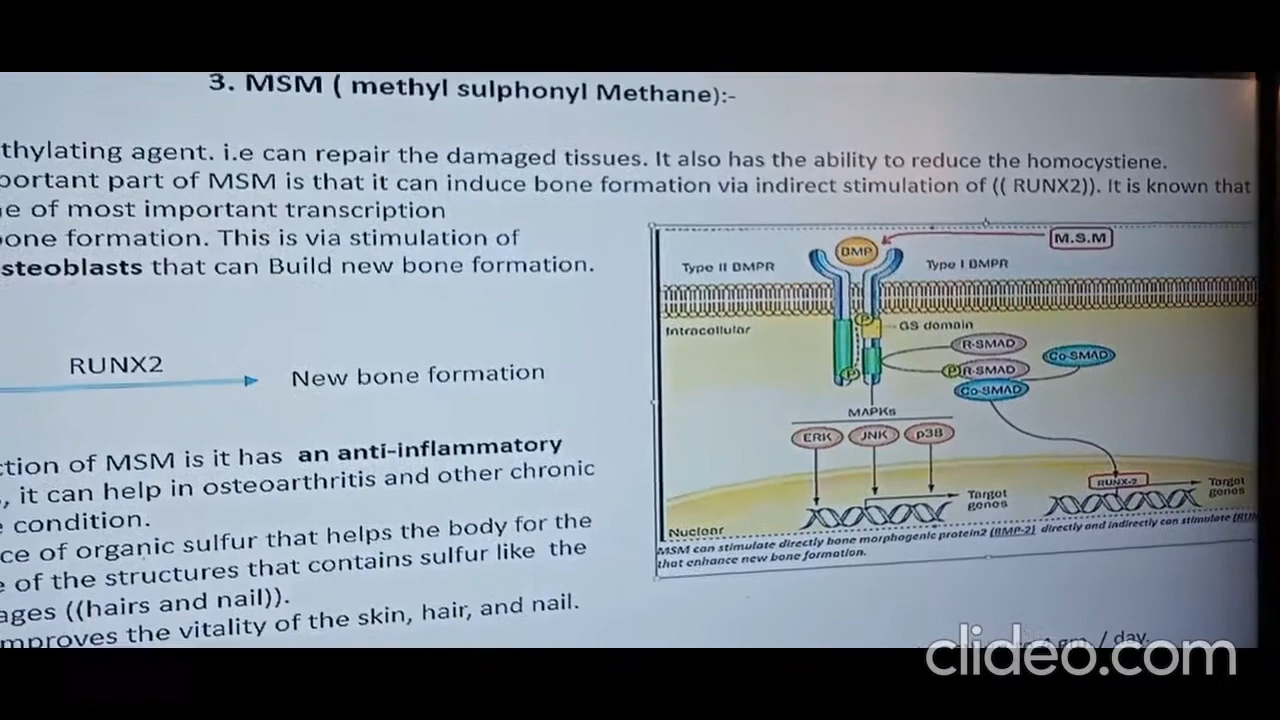 3. MSM ( methyl sulphonyl Methane):-
thylating agent. i.e can repair the damaged tissues. It also has the ability to reduce the homocystiene.
portant part of MSM is that it can induce bone formation via indirect stimulation of (( RUNX2)). It is known that
e of most important transcription
one formation. This is via stimulation of
steoblasts that can Build new bone formation.
RUNX2
New bone formation
ction of MSM is it has an anti-inflammatory
, it can help in osteoarthritis and other chronic
condition.
ce of organic sulfur that helps the body for the
e of the structures that contains sulfur like the
ages ((hairs and nail)).
mproves the vitality of the skin, hair, and nail.
BMP
M.S.M
Type II BMPR
Type I BMPR
Intracellular
P
GS domain
R-SMAD
Co-SMAD
P
P R-SMAD
Co-SMAD
MAPKs
ERK
JNK
p38
RUNX-2
Target
genes
Target
genes
Nuclear
MSM can stimulate directly bone morphogenic protein2 (BMP-2) directly and indirectly can stimulate (RUN
that enhance new bone formation.
gm / day.
clideo.com